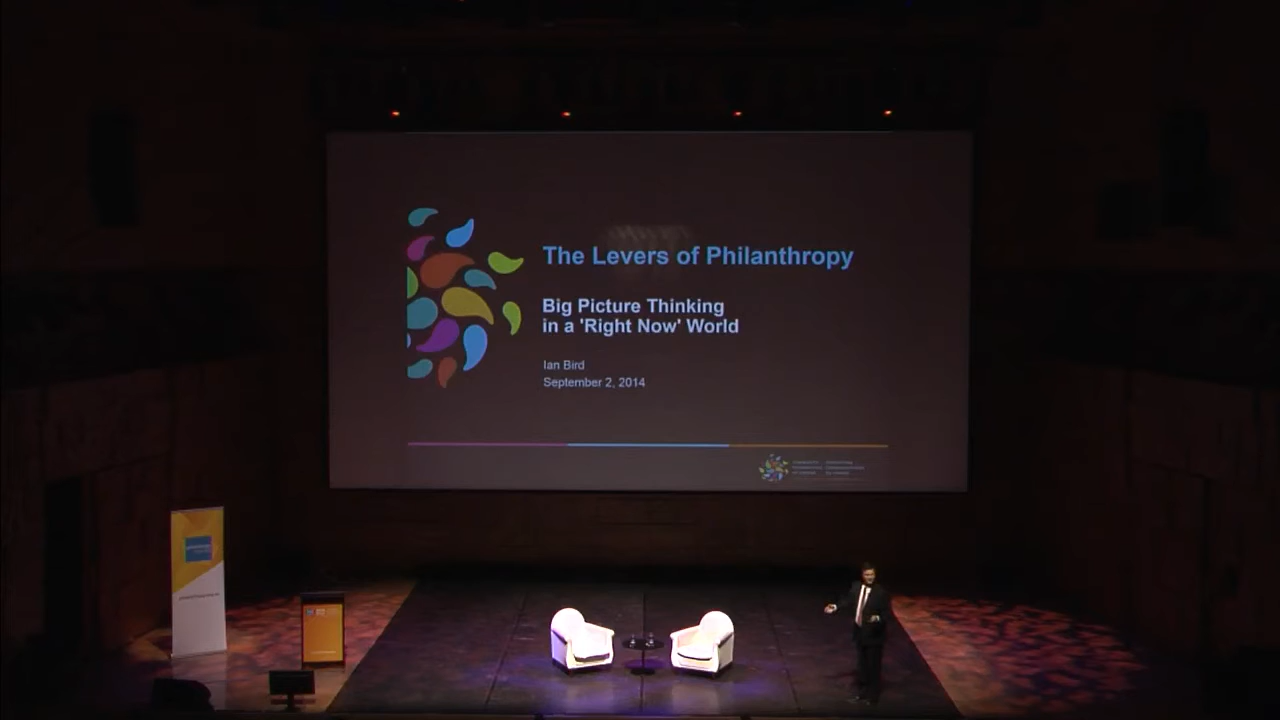 The Levers of Philanthropy
Big Picture Thinking
in a 'Right Now' World
Ian Bird
September 2, 2014